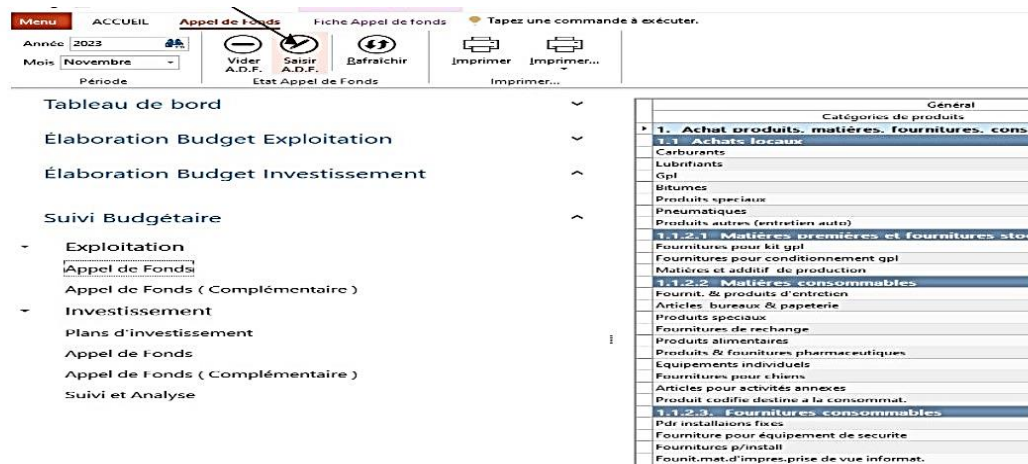 Menu ACCUEIL Appel de Fonds Fiche Appel de fonds Tapez une commande à exécuter.
Année 2023
Mois Novembre
Vider A.D.F. Saisir A.D.F. Rafraîchir Imprimer Imprimer...
Période Etat Appel de Fonds Imprimer...
Tableau de bord
Élaboration Budget Exploitation
Élaboration Budget Investissement
Suivi Budgétaire
Exploitation
Appel de Fonds
Appel de Fonds ( Complémentaire )
Investissement
Plans d'investissement
Appel de Fonds
Appel de Fonds ( Complémentaire )
Suivi et Analyse
Général
Catégories de produits
1. Achat produits, matières, fournitures, cons
1.1 Achats locaux
Carburants
Lubrifiants
Gpl
Bitumes
Produits speciaux
Pneumatiques
Produits autres (entretien auto)
1.1.2.1 Matières premières et fournitures sto
Fournitures pour kit gpl
Fournitures pour conditionnement gpl
Matières et additif de production
1.1.2.2 Matières consommables
Fournit. & produits d'entretien
Articles bureaux & papeterie
Produits speciaux
Fournitures de rechange
Produits alimentaires
Produits & founitures pharmaceutiques
Equipements individuels
Fournitures pour chiens
Articles pour activités annexes
Produit codifie destine a la consommat.
1.1.2.3. Fournitures consommables
Pdr installaions fixes
Fourniture pour équipement de securite
Fournitures p/install
Founit.mat.d'impres.prise de vue informat.